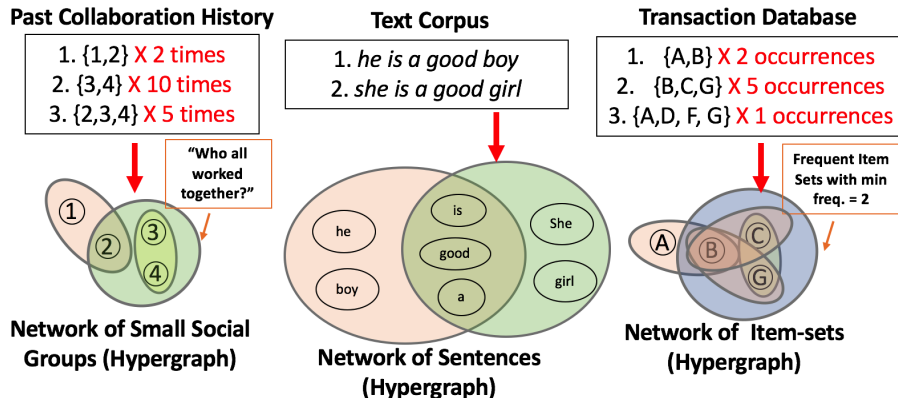 Past Collaboration History
1. {1,2} X 2 times
2. {3,4} X 10 times
3. {2,3,4} X 5 times
"Who all
worked
together?"
1
2
3
4
Network of Small Social
Groups (Hypergraph)
Text Corpus
1. he is a good boy
2. she is a good girl
he
boy
is
good
a
She
girl
Network of Sentences
(Hypergraph)
Transaction Database
1. {A,B} X 2 occurrences
2. {B,C,G} X 5 occurrences
3. {A,D, F, G} X 1 occurrences
Frequent Item
Sets with min
freq. = 2
A
B
C
G
Network of Item-sets
(Hypergraph)